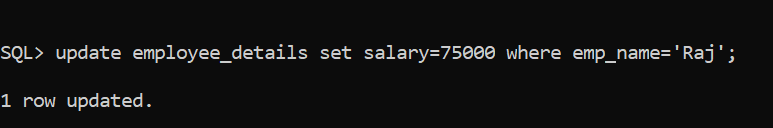 SQL> update employee_details set salary=75000 where emp_name='Raj';
1 row updated.